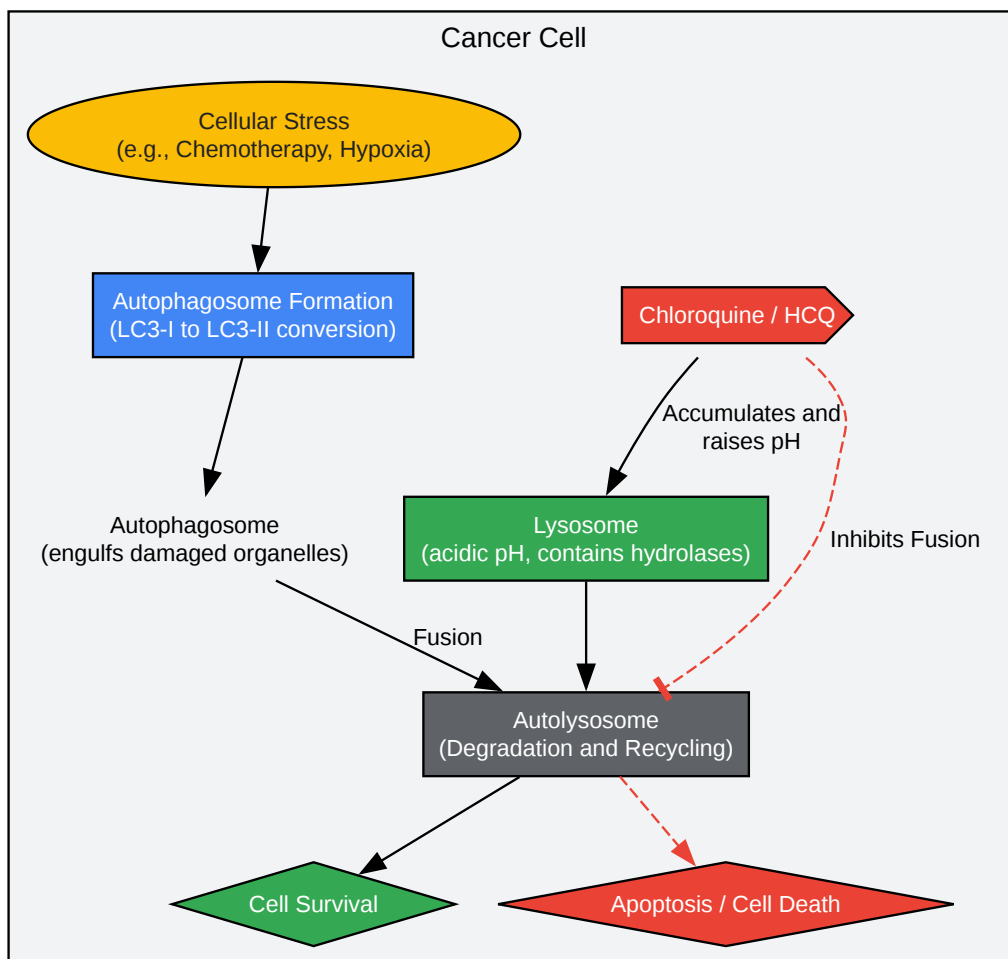 Cancer Cell
Cellular Stress
(e.g., Chemotherapy, Hypoxia)
Autophagosome Formation
(LC3-I to LC3-II conversion)
Chloroquine / HCQ
Accumulates and
raises pH
Autophagosome
(engulfs damaged organelles)
Lysosome
(acidic pH, contains hydrolases)
Inhibits Fusion
Fusion
Autolysosome
(Degradation and Recycling)
Cell Survival
Apoptosis / Cell Death